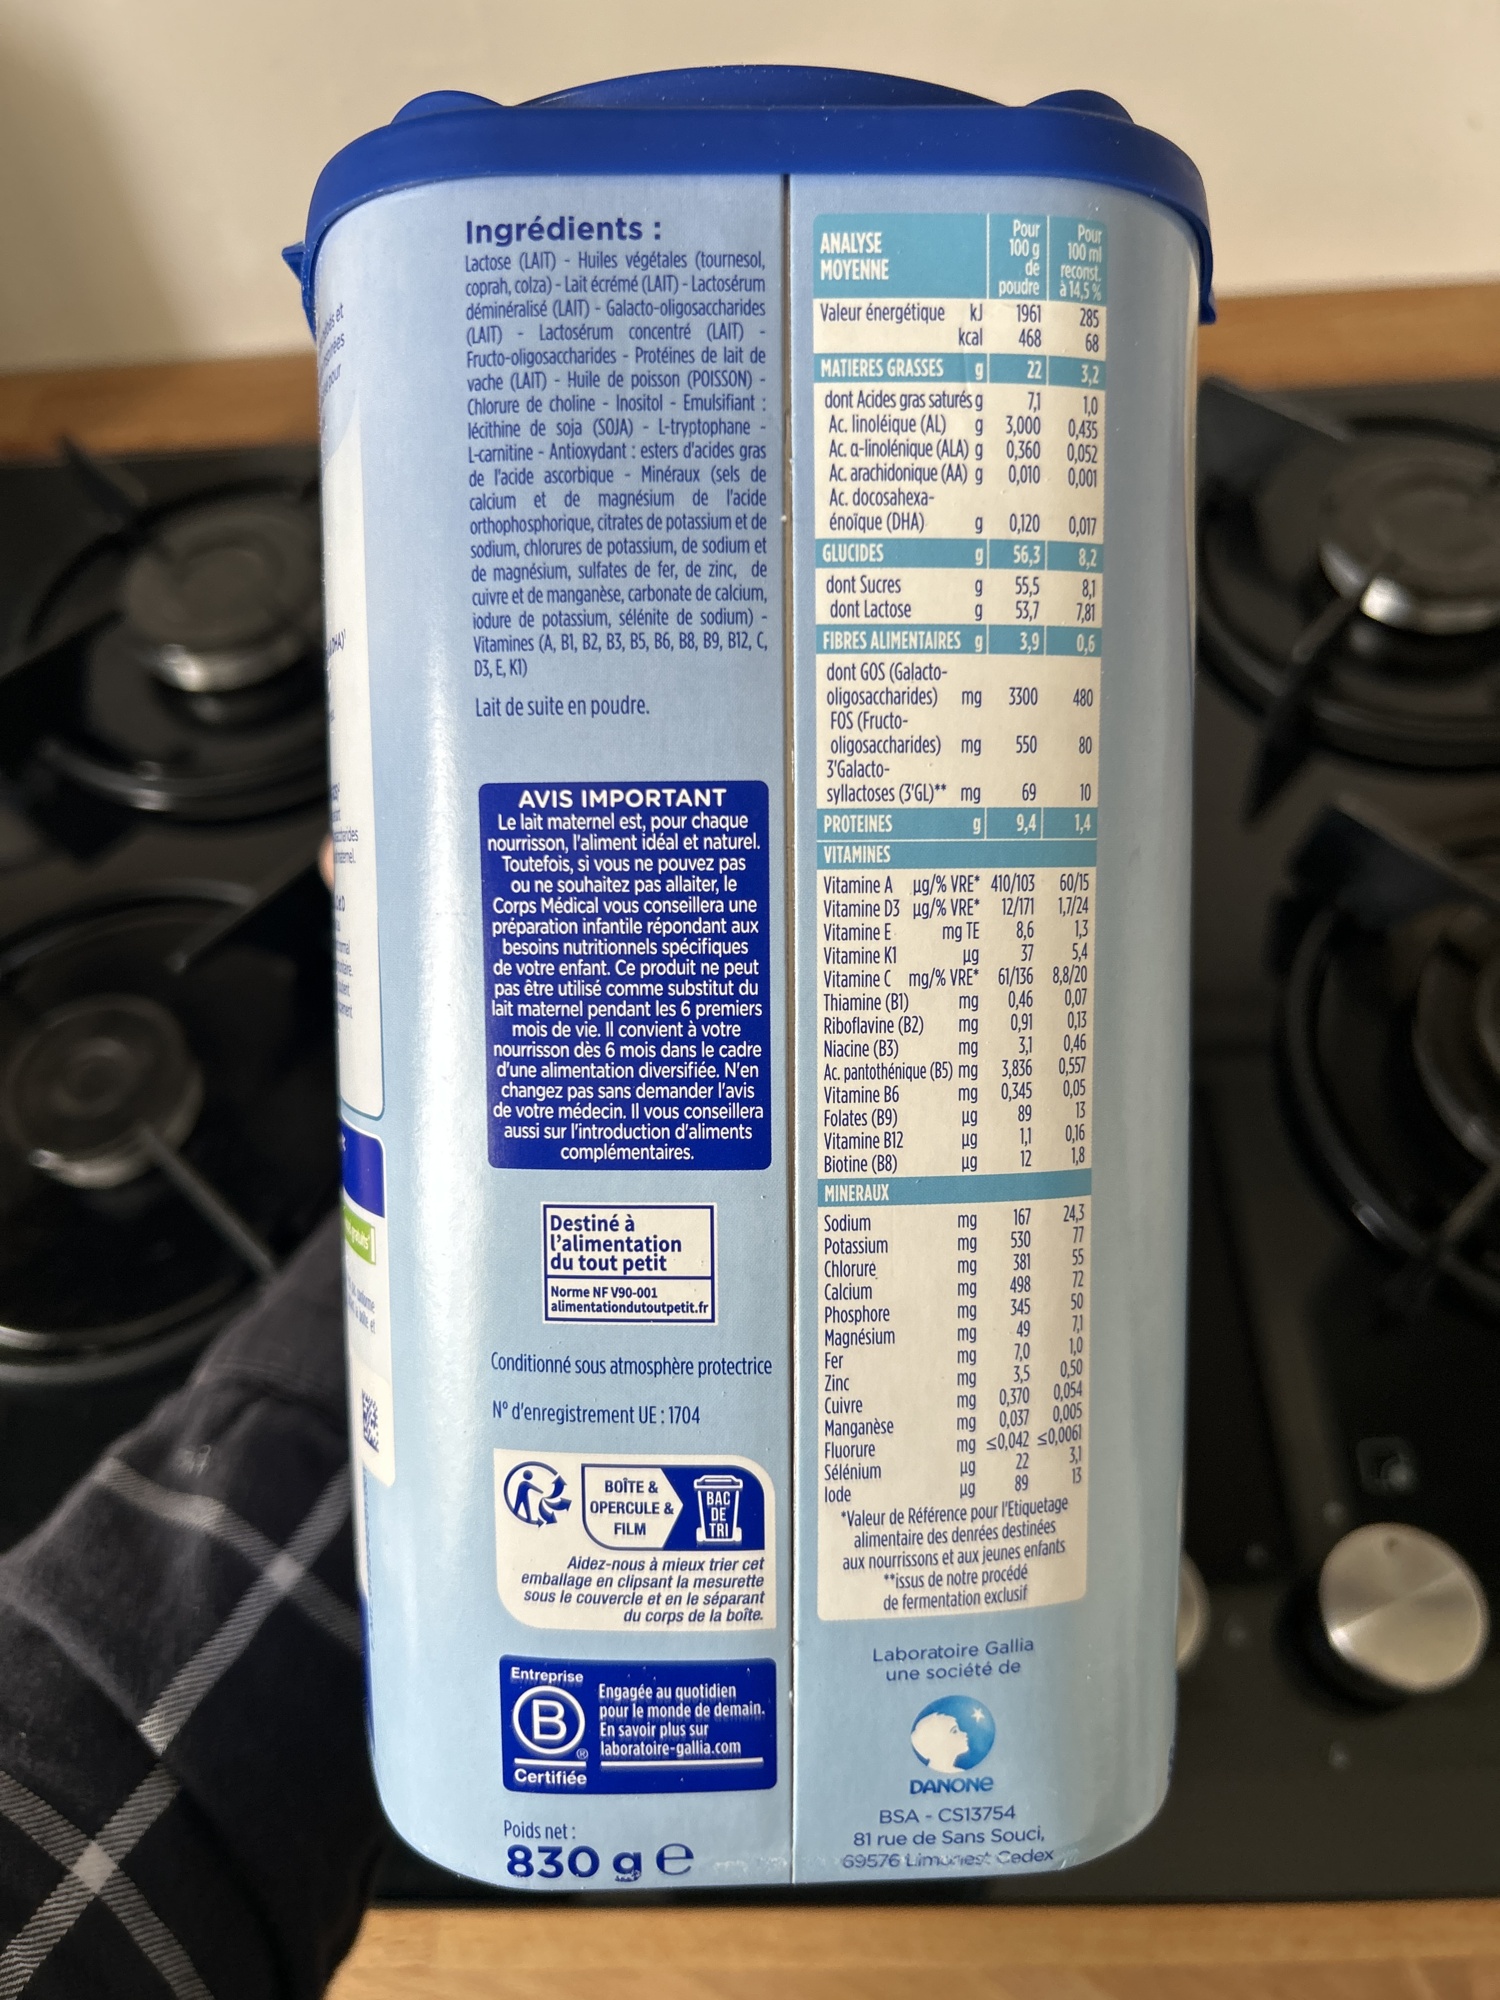 Ingrédients :
Lactose (LAIT) - Huiles végétales (tournesol,
coprah, colza) - Lait écrémé (LAIT) - Lactosérum
déminéralisé (LAIT) - Galacto-oligosaccharides
(LAIT) - Lactosérum concentré (LAIT) -
Fructo-oligosaccharides - Protéines de lait de
vache (LAIT) - Huile de poisson (POISSON) -
Chlorure de choline - Inositol - Emulsifiant :
lécithine de soja (SOJA) - L-tryptophane -
L-carnitine - Antioxydant : esters d'acides gras
de l'acide ascorbique - Minéraux (sels de
calcium et de magnésium de l'acide
orthophosphorique, citrates de potassium et de
sodium, chlorures de potassium, de sodium et
de magnésium, sulfates de fer, de zinc, de
cuivre et de manganèse, carbonate de calcium,
iodure de potassium, sélénite de sodium) -
Vitamines (A, B1, B2, B3, B5, B6, B8, B9, B12, C,
D3, E, K1)
Lait de suite en poudre.
AVIS IMPORTANT
Le lait maternel est, pour chaque
nourrisson, l'aliment idéal et naturel.
Toutefois, si vous ne pouvez pas
ou ne souhaitez pas allaiter, le
Corps Médical vous conseillera une
préparation infantile répondant aux
besoins nutritionnels spécifiques
de votre enfant. Ce produit ne peut
pas être utilisé comme substitut du
lait maternel pendant les 6 premiers
mois de vie. Il convient à votre
nourrisson dès 6 mois dans le cadre
d'une alimentation diversifiée. N'en
changez pas sans demander l'avis
de votre médecin. Il vous conseillera
aussi sur l'introduction d'aliments
complémentaires.
Destiné à
l'alimentation
du tout petit
Norme NF V90-001
alimentationdutoutpetit.fr
Conditionné sous atmosphère protectrice
N° d'enregistrement UE : 1704
BOÎTE &
OPERCULE &
FILM
BAC
DE
TRI
Aidez-nous à mieux trier cet
emballage en clipsant la mesurette
sous le couvercle et en le séparant
du corps de la boîte.
Entreprise
B
®
Certifiée
Engagée au quotidien
pour le monde de demain.
En savoir plus sur
laboratoire-gallia.com
Poids net :
830 g e
ANALYSE MOYENNE Pour 100 g de poudre Pour 100 ml reconst. à 14,5 %
Valeur énergétique kJ 1961 285
kcal 468 68
MATIERES GRASSES g 22 3,2
dont Acides gras saturés g 7,1 1,0
Ac. linoléique (AL) g 3,000 0,435
Ac. α-linolénique (ALA) g 0,360 0,052
Ac. arachidonique (AA) g 0,010 0,001
Ac. docosahexa-
énoïque (DHA) g 0,120 0,017
GLUCIDES g 56,3 8,2
dont Sucres g 55,5 8,1
dont Lactose g 53,7 7,81
FIBRES ALIMENTAIRES g 3,9 0,6
dont GOS (Galacto-
oligosaccharides) mg 3300 480
FOS (Fructo-
oligosaccharides) mg 550 80
3'Galacto-
syllactoses (3'GL)** mg 69 10
PROTEINES g 9,4 1,4
VITAMINES
Vitamine A µg/% VRE* 410/103 60/15
Vitamine D3 µg/% VRE* 12/171 1,7/24
Vitamine E mg TE 8,6 1,3
Vitamine K1 µg 37 5,4
Vitamine C mg/% VRE* 61/136 8,8/20
Thiamine (B1) mg 0,46 0,07
Riboflavine (B2) mg 0,91 0,13
Niacine (B3) mg 3,1 0,46
Ac. pantothénique (B5) mg 3,836 0,557
Vitamine B6 mg 0,345 0,05
Folates (B9) µg 89 13
Vitamine B12 µg 1,1 0,16
Biotine (B8) µg 12 1,8
MINERAUX
Sodium mg 167 24,3
Potassium mg 530 77
Chlorure mg 381 55
Calcium mg 498 72
Phosphore mg 345 50
Magnésium mg 49 7,1
Fer mg 7,0 1,0
Zinc mg 3,5 0,50
Cuivre mg 0,370 0,054
Manganèse mg 0,037 0,005
Fluorure mg ≤0,042 ≤0,0061
Sélénium µg 22 3,1
Iode µg 89 13
*Valeur de Référence pour l'Etiquetage
alimentaire des denrées destinées
aux nourrissons et aux jeunes enfants
**issus de notre procédé
de fermentation exclusif
Laboratoire Gallia
une société de
DANONE
BSA - CS13754
81 rue de Sans Souci,
69576 Limonest Cedex